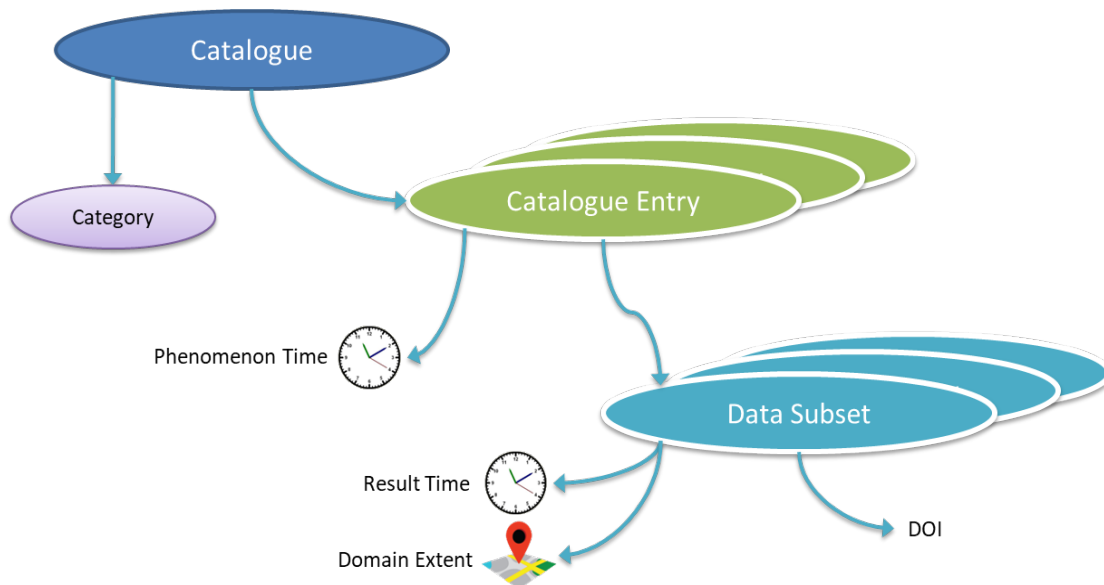 Catalogue
Category
Catalogue Entry
Phenomenon Time
Data Subset
Result Time
Domain Extent
DOI